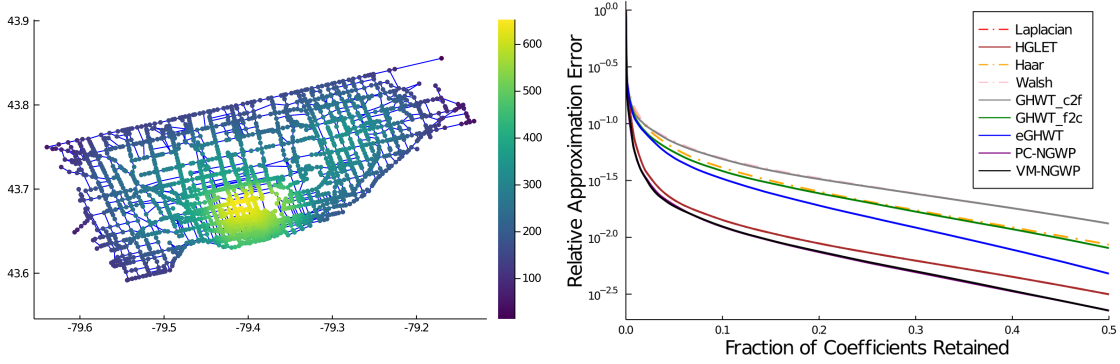 43.9
43.8
43.7
43.6
-79.6
-79.5
-79.4
-79.3
-79.2
600
500
400
300
200
100
Relative Approximation Error
10^0.0
10^-0.5
10^-1.0
10^-1.5
10^-2.0
10^-2.5
0.0
0.1
0.2
0.3
0.4
0.5
Fraction of Coefficients Retained
Laplacian
HGLET
Haar
Walsh
GHWT_c2f
GHWT_f2c
eGHWT
PC-NGWP
VM-NGWP